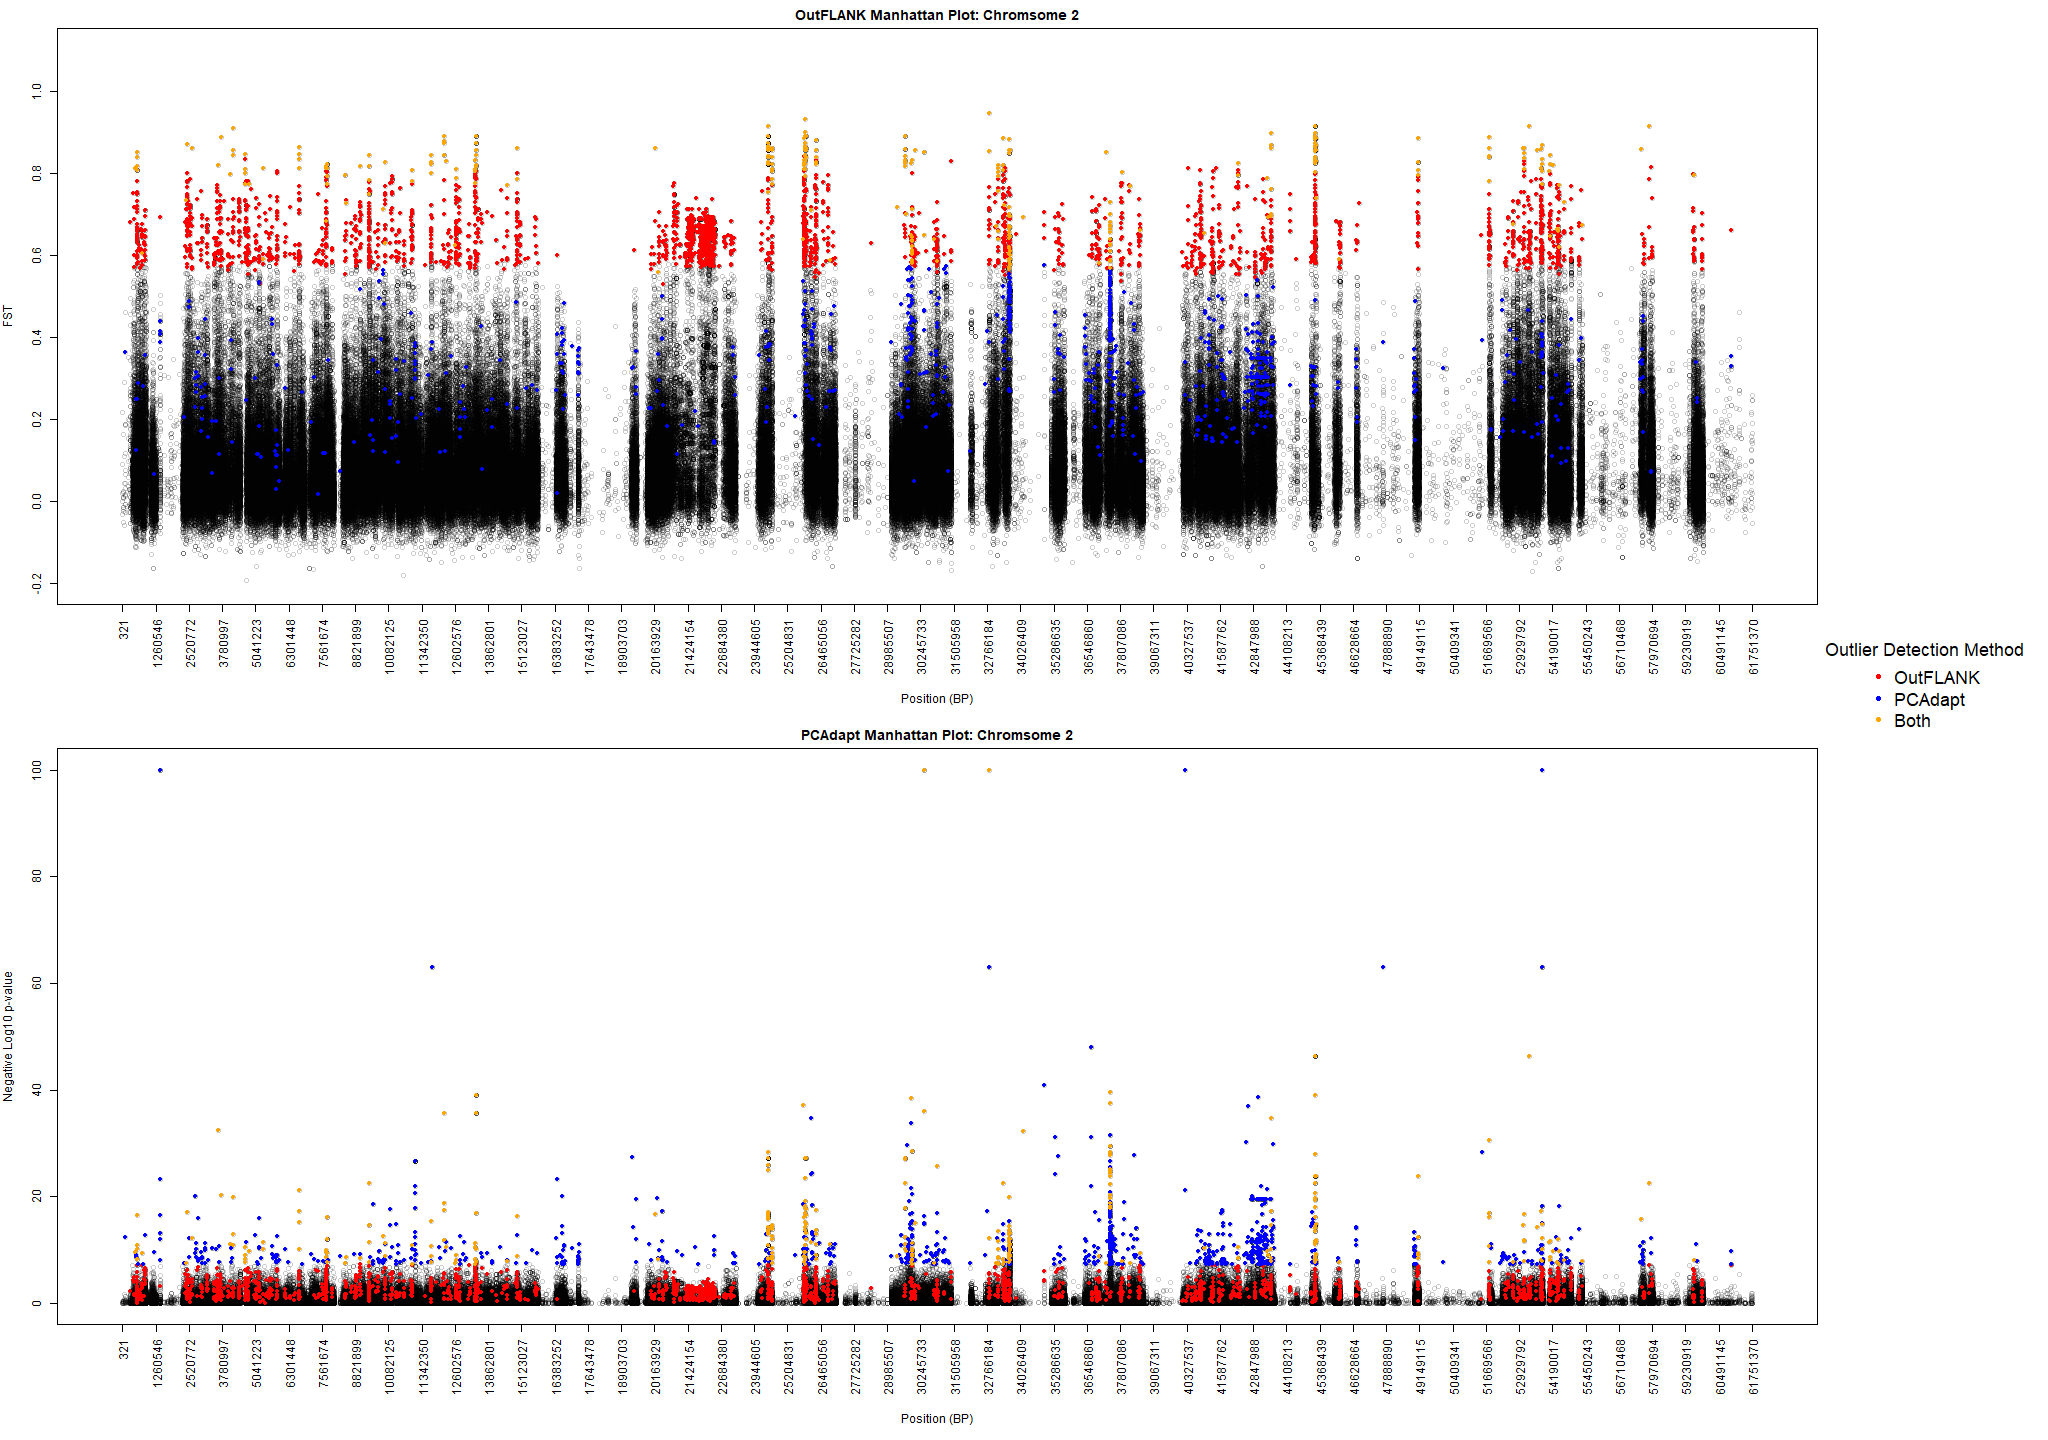 OutFLANK Manhattan Plot: Chromsome 2
FST
1.0
0.8
0.6
0.4
0.2
0.0
-0.2
321 1260546 2520772 3780997 5041223 6301448 7561674 8821899 10082125 11342350 12602576 13862801 15123027 16383252 17643478 18903703 20163929 21424154 22684380 23944605 25204831 26465056 27725282 28985507 30245733 31505958 32766184 34026409 35286635 36546860 37807086 39067311 40327537 41587762 42847988 44108213 45368439 46628664 47888890 49149115 50409341 51669566 52929792 54190017 55450243 56710468 57970694 59230919 60491145 61751370
Position (BP)
Outlier Detection Method
OutFLANK
PCAdapt
Both
PCAdapt Manhattan Plot: Chromsome 2
Negative Log10 p-value
100
80
60
40
20
0
321 1260546 2520772 3780997 5041223 6301448 7561674 8821899 10082125 11342350 12602576 13862801 15123027 16383252 17643478 18903703 20163929 21424154 22684380 23944605 25204831 26465056 27725282 28985507 30245733 31505958 32766184 34026409 35286635 36546860 37807086 39067311 40327537 41587762 42847988 44108213 45368439 46628664 47888890 49149115 50409341 51669566 52929792 54190017 55450243 56710468 57970694 59230919 60491145 61751370
Position (BP)